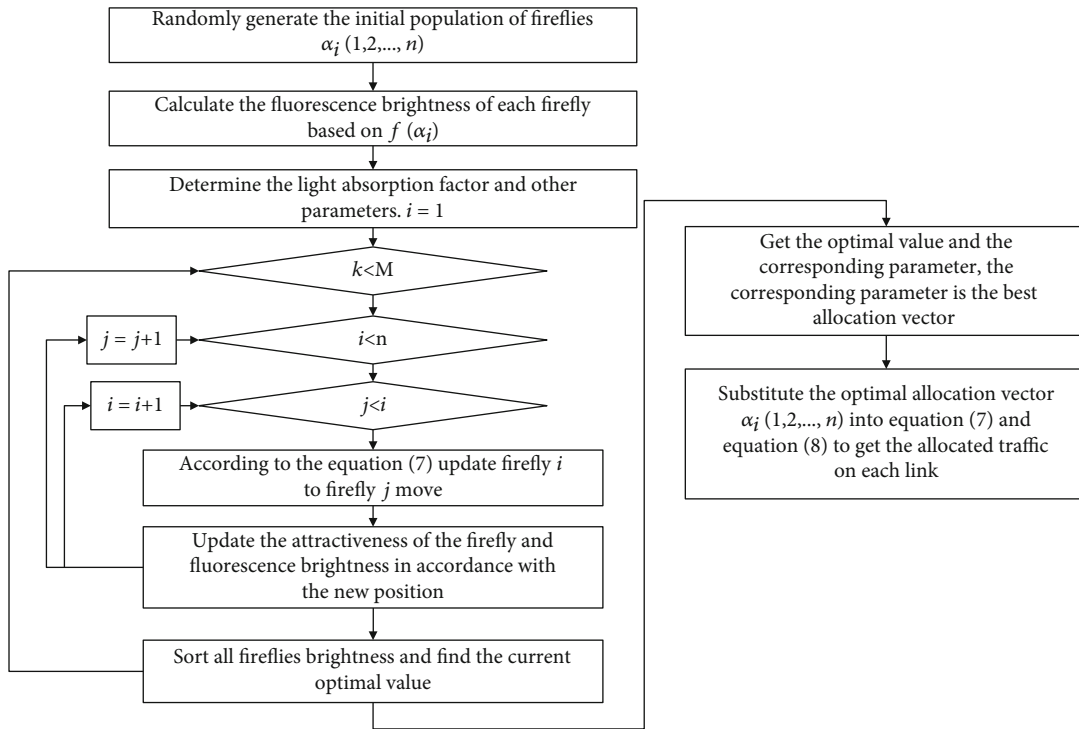 Randomly generate the initial population of fireflies
αi (1,2,..., n)
Calculate the fluorescence brightness of each firefly
based on f (αi)
Determine the light absorption factor and other
parameters. i = 1
k<M
j = j+1
i<n
i = i+1
j<i
According to the equation (7) update firefly i
to firefly j move
Update the attractiveness of the firefly and
fluorescence brightness in accordance with
the new position
Sort all fireflies brightness and find the current
optimal value
Get the optimal value and the
corresponding parameter, the
corresponding parameter is the best
allocation vector
Substitute the optimal allocation vector
αi (1,2,..., n) into equation (7) and
equation (8) to get the allocated traffic
on each link